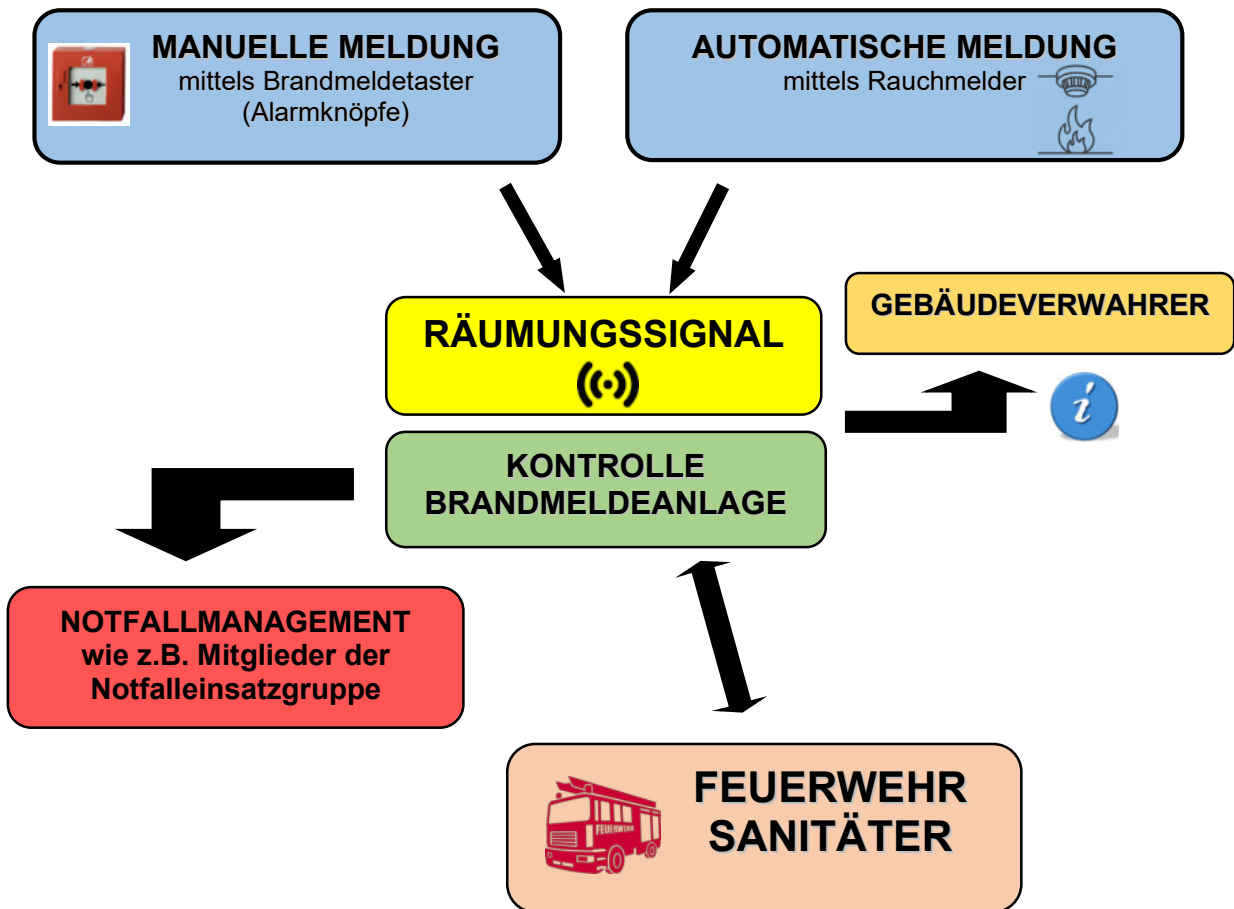 MANUELLE MELDUNG
mittels Brandmeldetaster
(Alarmknöpfe)
AUTOMATISCHE MELDUNG
mittels Rauchmelder
RÄUMUNGSSIGNAL
GEBÄUDEVERWAHRER
i
KONTROLLE
BRANDMELDEANLAGE
NOTFALLMANAGEMENT
wie z.B. Mitglieder der
Notfalleinsatzgruppe
FEUERWEHR
FEUERWEHR
SANITÄTER